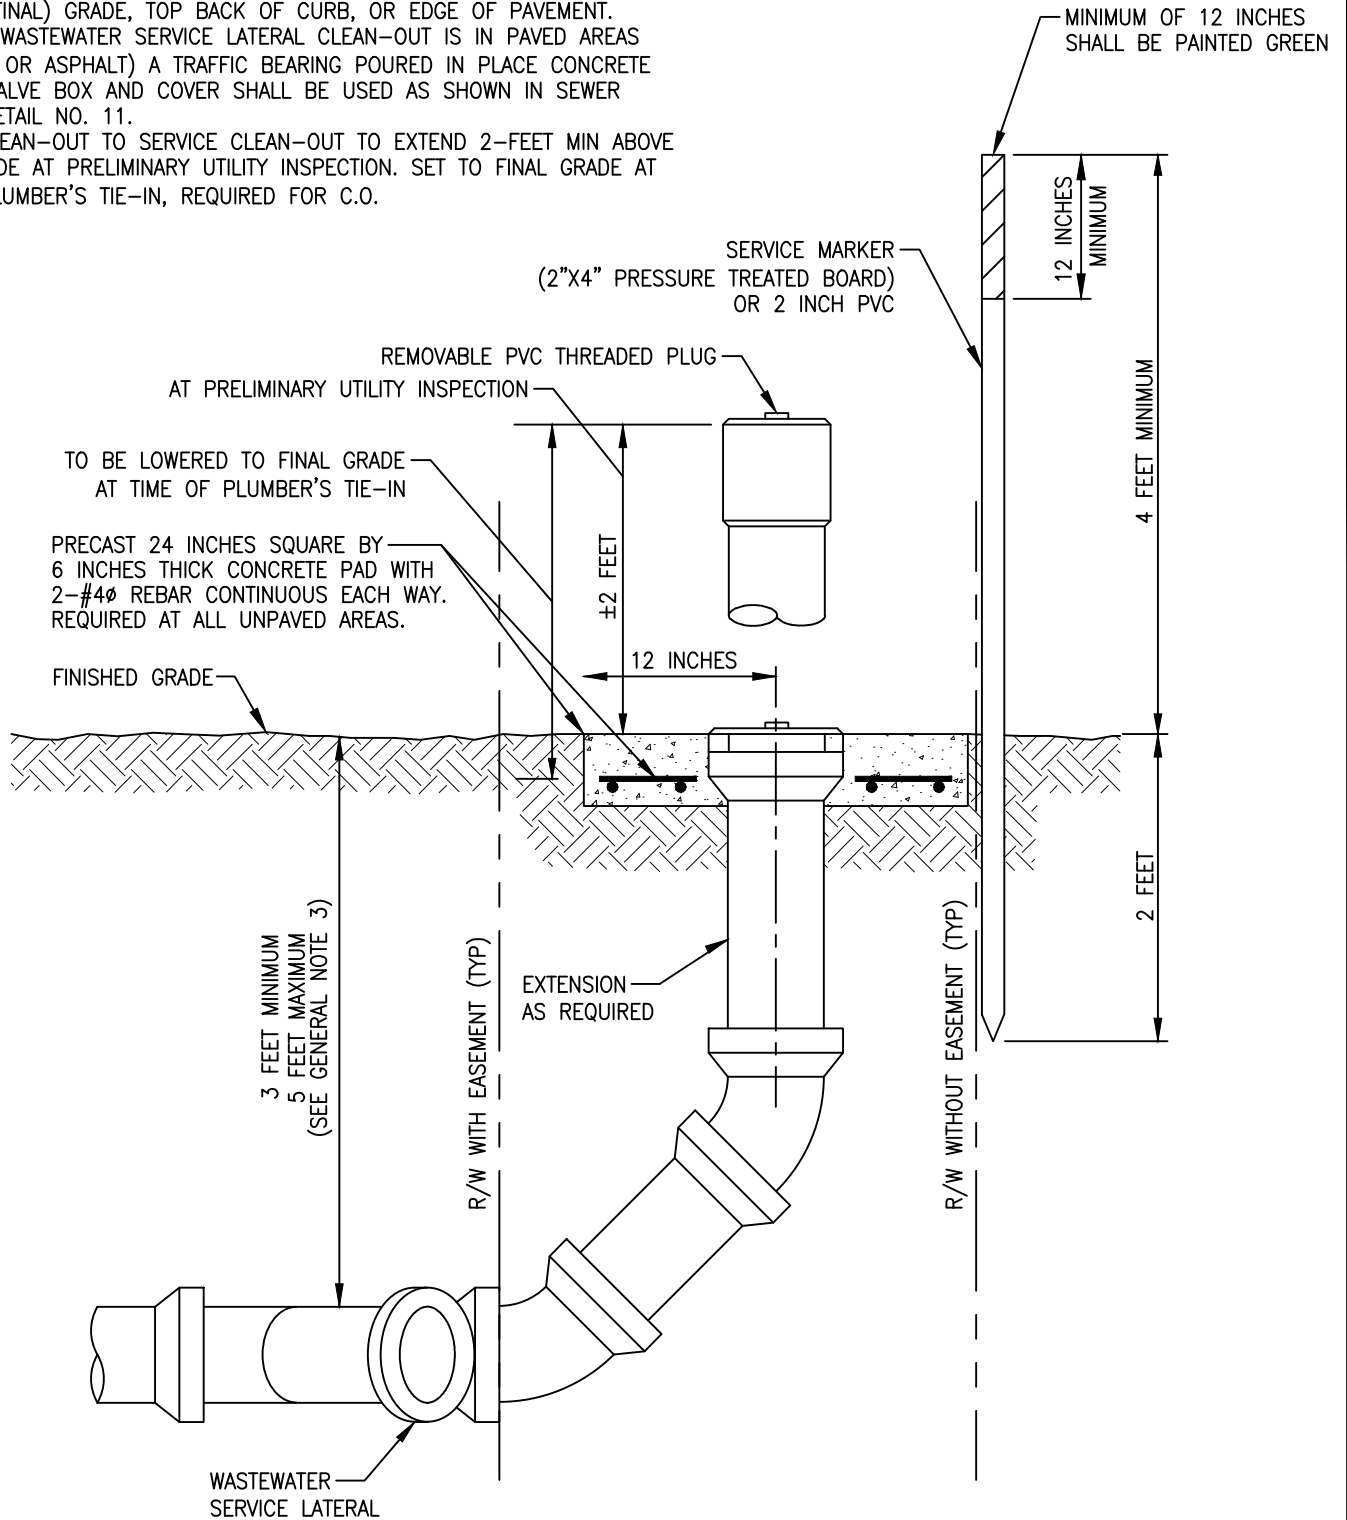 FINAL) GRADE, TOP BACK OF CURB, OR EDGE OF PAVEMENT.
WASTEWATER SERVICE LATERAL CLEAN-OUT IS IN PAVED AREAS
OR ASPHALT) A TRAFFIC BEARING POURED IN PLACE CONCRETE
ALVE BOX AND COVER SHALL BE USED AS SHOWN IN SEWER
ETAIL NO. 11.
LEAN-OUT TO SERVICE CLEAN-OUT TO EXTEND 2-FEET MIN ABOVE
DE AT PRELIMINARY UTILITY INSPECTION. SET TO FINAL GRADE AT
LUMBER'S TIE-IN, REQUIRED FOR C.O.
MINIMUM OF 12 INCHES
SHALL BE PAINTED GREEN
12 INCHES
MINIMUM
SERVICE MARKER
(2"X4" PRESSURE TREATED BOARD)
OR 2 INCH PVC
REMOVABLE PVC THREADED PLUG
AT PRELIMINARY UTILITY INSPECTION
4 FEET MINIMUM
TO BE LOWERED TO FINAL GRADE
AT TIME OF PLUMBER'S TIE-IN
PRECAST 24 INCHES SQUARE BY
6 INCHES THICK CONCRETE PAD WITH
2-#4ø REBAR CONTINUOUS EACH WAY.
REQUIRED AT ALL UNPAVED AREAS.
±2 FEET
12 INCHES
FINISHED GRADE
2 FEET
3 FEET MINIMUM
5 FEET MAXIMUM
(SEE GENERAL NOTE 3)
R/W WITH EASEMENT (TYP)
EXTENSION
AS REQUIRED
R/W WITHOUT EASEMENT (TYP)
WASTEWATER
SERVICE LATERAL